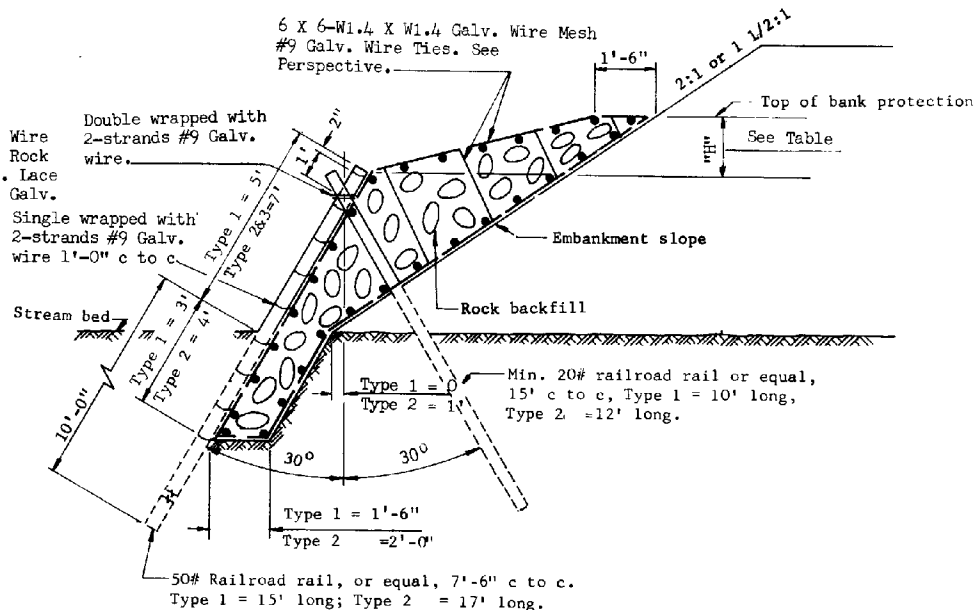 6 X 6-W1.4 X W1.4 Galv. Wire Mesh
#9 Galv. Wire Ties. See
Perspective.
1'-6"
2:1 or 1 1/2:1
Top of bank protection
"H"
See Table
Double wrapped with
2-strands #9 Galv.
wire.
Wire
Rock
. Lace
Galv.
2"
1'
Single wrapped with
2-strands #9 Galv.
wire 1'-0" c to c
Type 1 = 5'
Type 2&3=7'
Embankment slope
Rock backfill
Stream bed
Type 1 = 3'
Type 2 = 4'
10'-0"
Type 1 = 0
Type 2 = 1'
Min. 20# railroad rail or equal,
15' c to c, Type 1 = 10' long,
Type 2 =12' long.
30°
30°
Type 1 = 1'-6"
Type 2 =2'-0"
50# Railroad rail, or equal, 7'-6" c to c.
Type 1 = 15' long; Type 2 = 17' long.